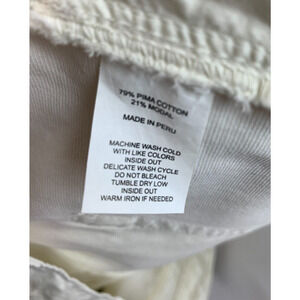 79% PIMA COTTON
21% MODAL
MADE IN PERU
MACHINE WASH COLD
WITH LIKE COLORS
INSIDE OUT
DELICATE WASH CYCLE
DO NOT BLEACH
TUMBLE DRY LOW
INSIDE OUT
WARM IRON IF NEEDED